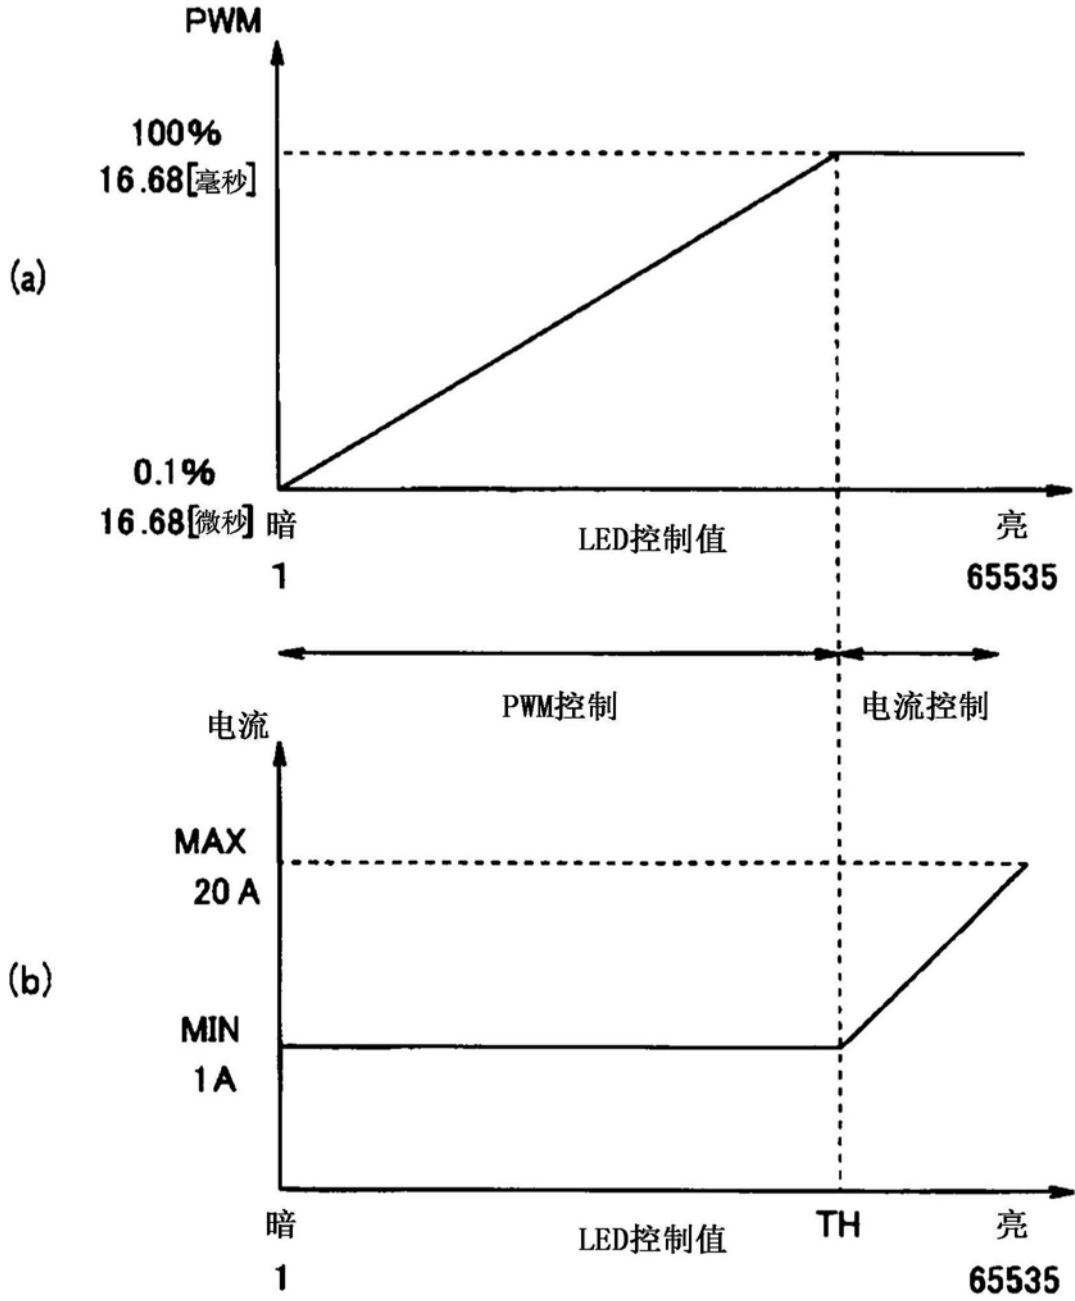 PWM
100%
16.68[毫秒]
(a)
0.1%
16.68[微秒]
暗
LED控制值
亮
1
65535
PWM控制
电流控制
电流
MAX
20 A
(b)
MIN
1A
暗
LED控制值
TH
亮
1
65535